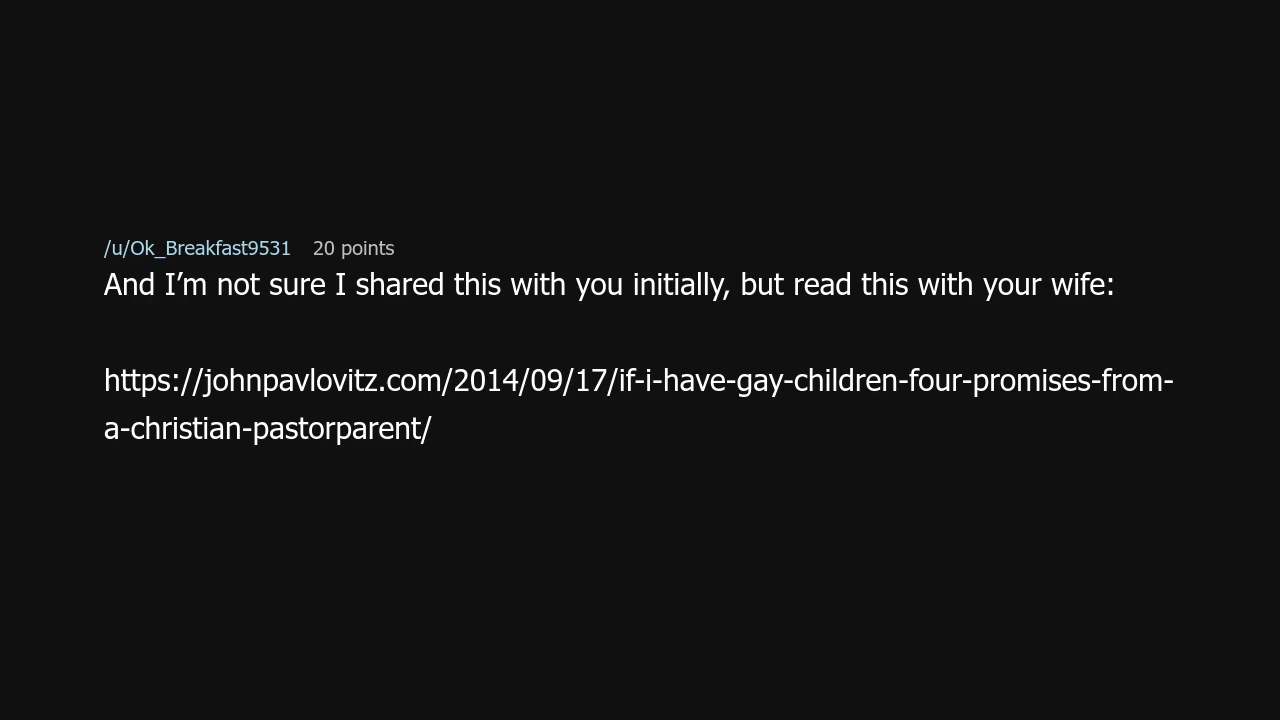 /u/Ok_Breakfast9531 20 points
And I’m not sure I shared this with you initially, but read this with your wife:
https://johnpavlovitz.com/2014/09/17/if-i-have-gay-children-four-promises-from-
a-christian-pastorparent/